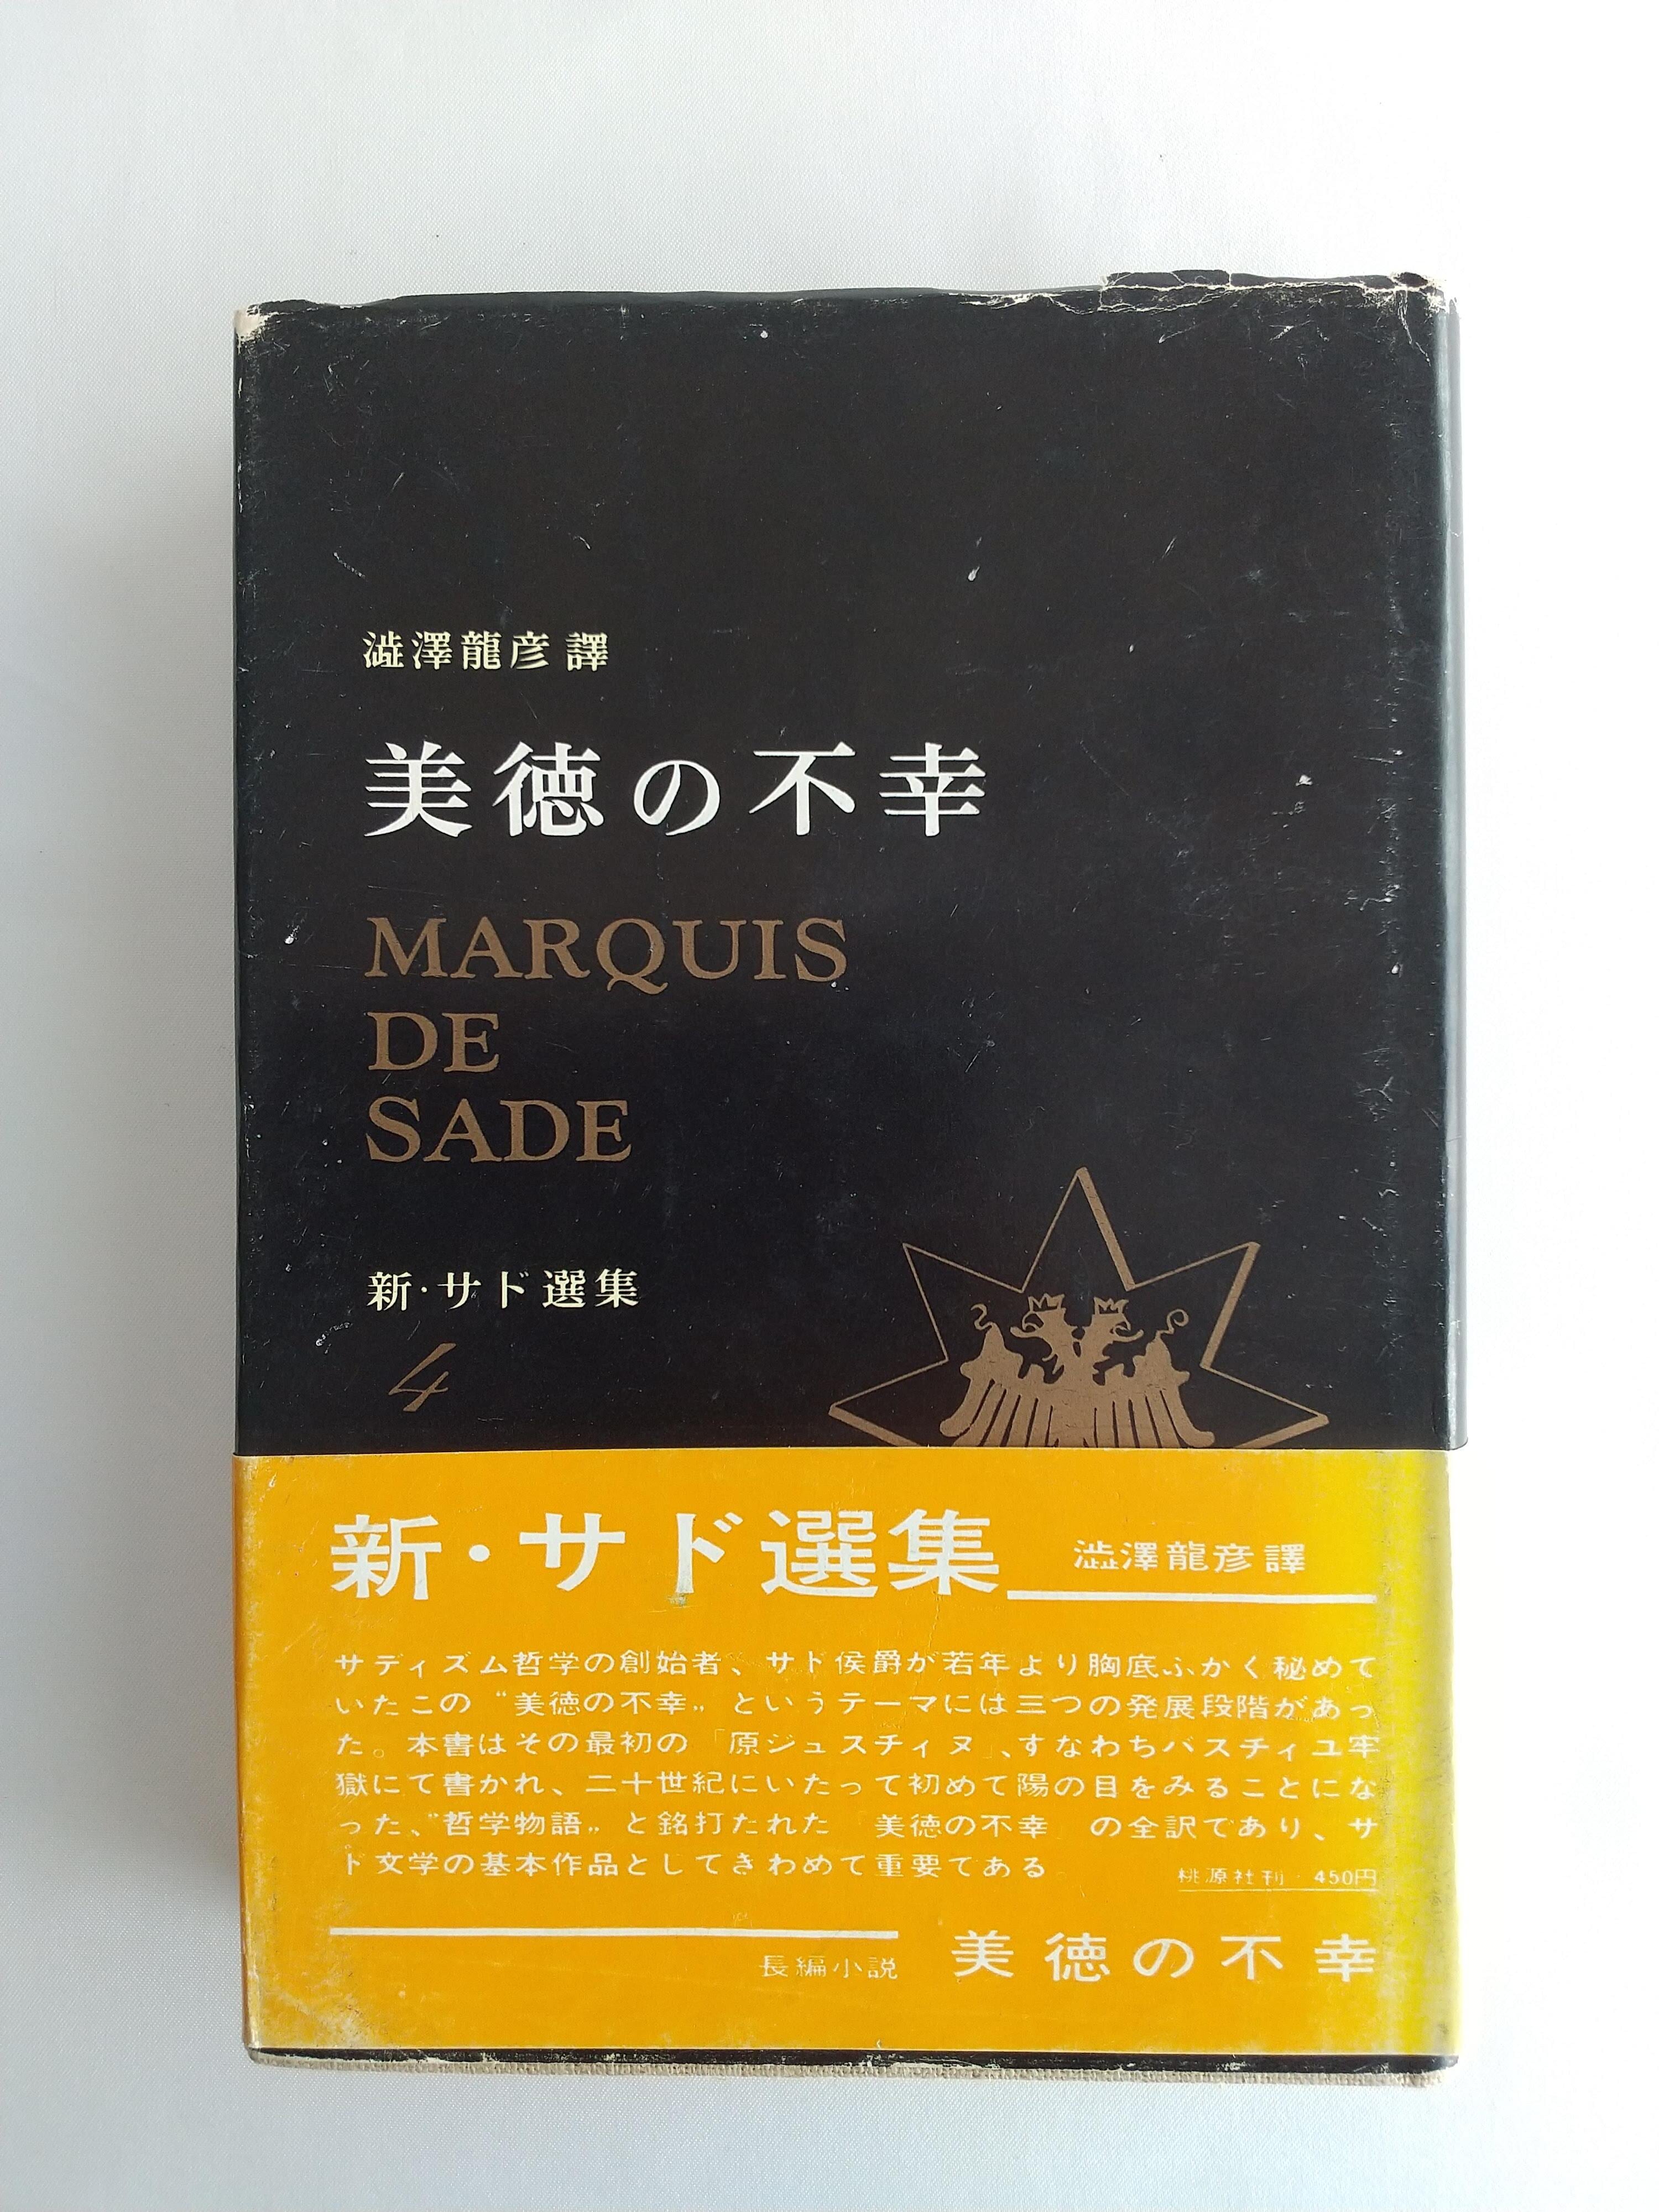 澁澤龍彦 譯
美徳の不幸
MARQUIS
DE
SADE
新・サド選集
4
新・サド選集
澁澤龍彦譯
サディズム哲学の創始者、サド侯爵が若年より胸底ふかく秘めて
いたこの〝美徳の不幸〟というテーマには三つの発展段階があっ
た。本書はその最初の「原ジュスチィヌ」、すなわちバスチィユ牢
獄にて書かれ、二十世紀にいたって初めて陽の目をみることにな
った、〝哲学物語〟と銘打たれた 美徳の不幸 の全訳であり、サ
ド文学の基本作品としてきわめて重要である
桃源社刊・450円
長編小説
美徳の不幸